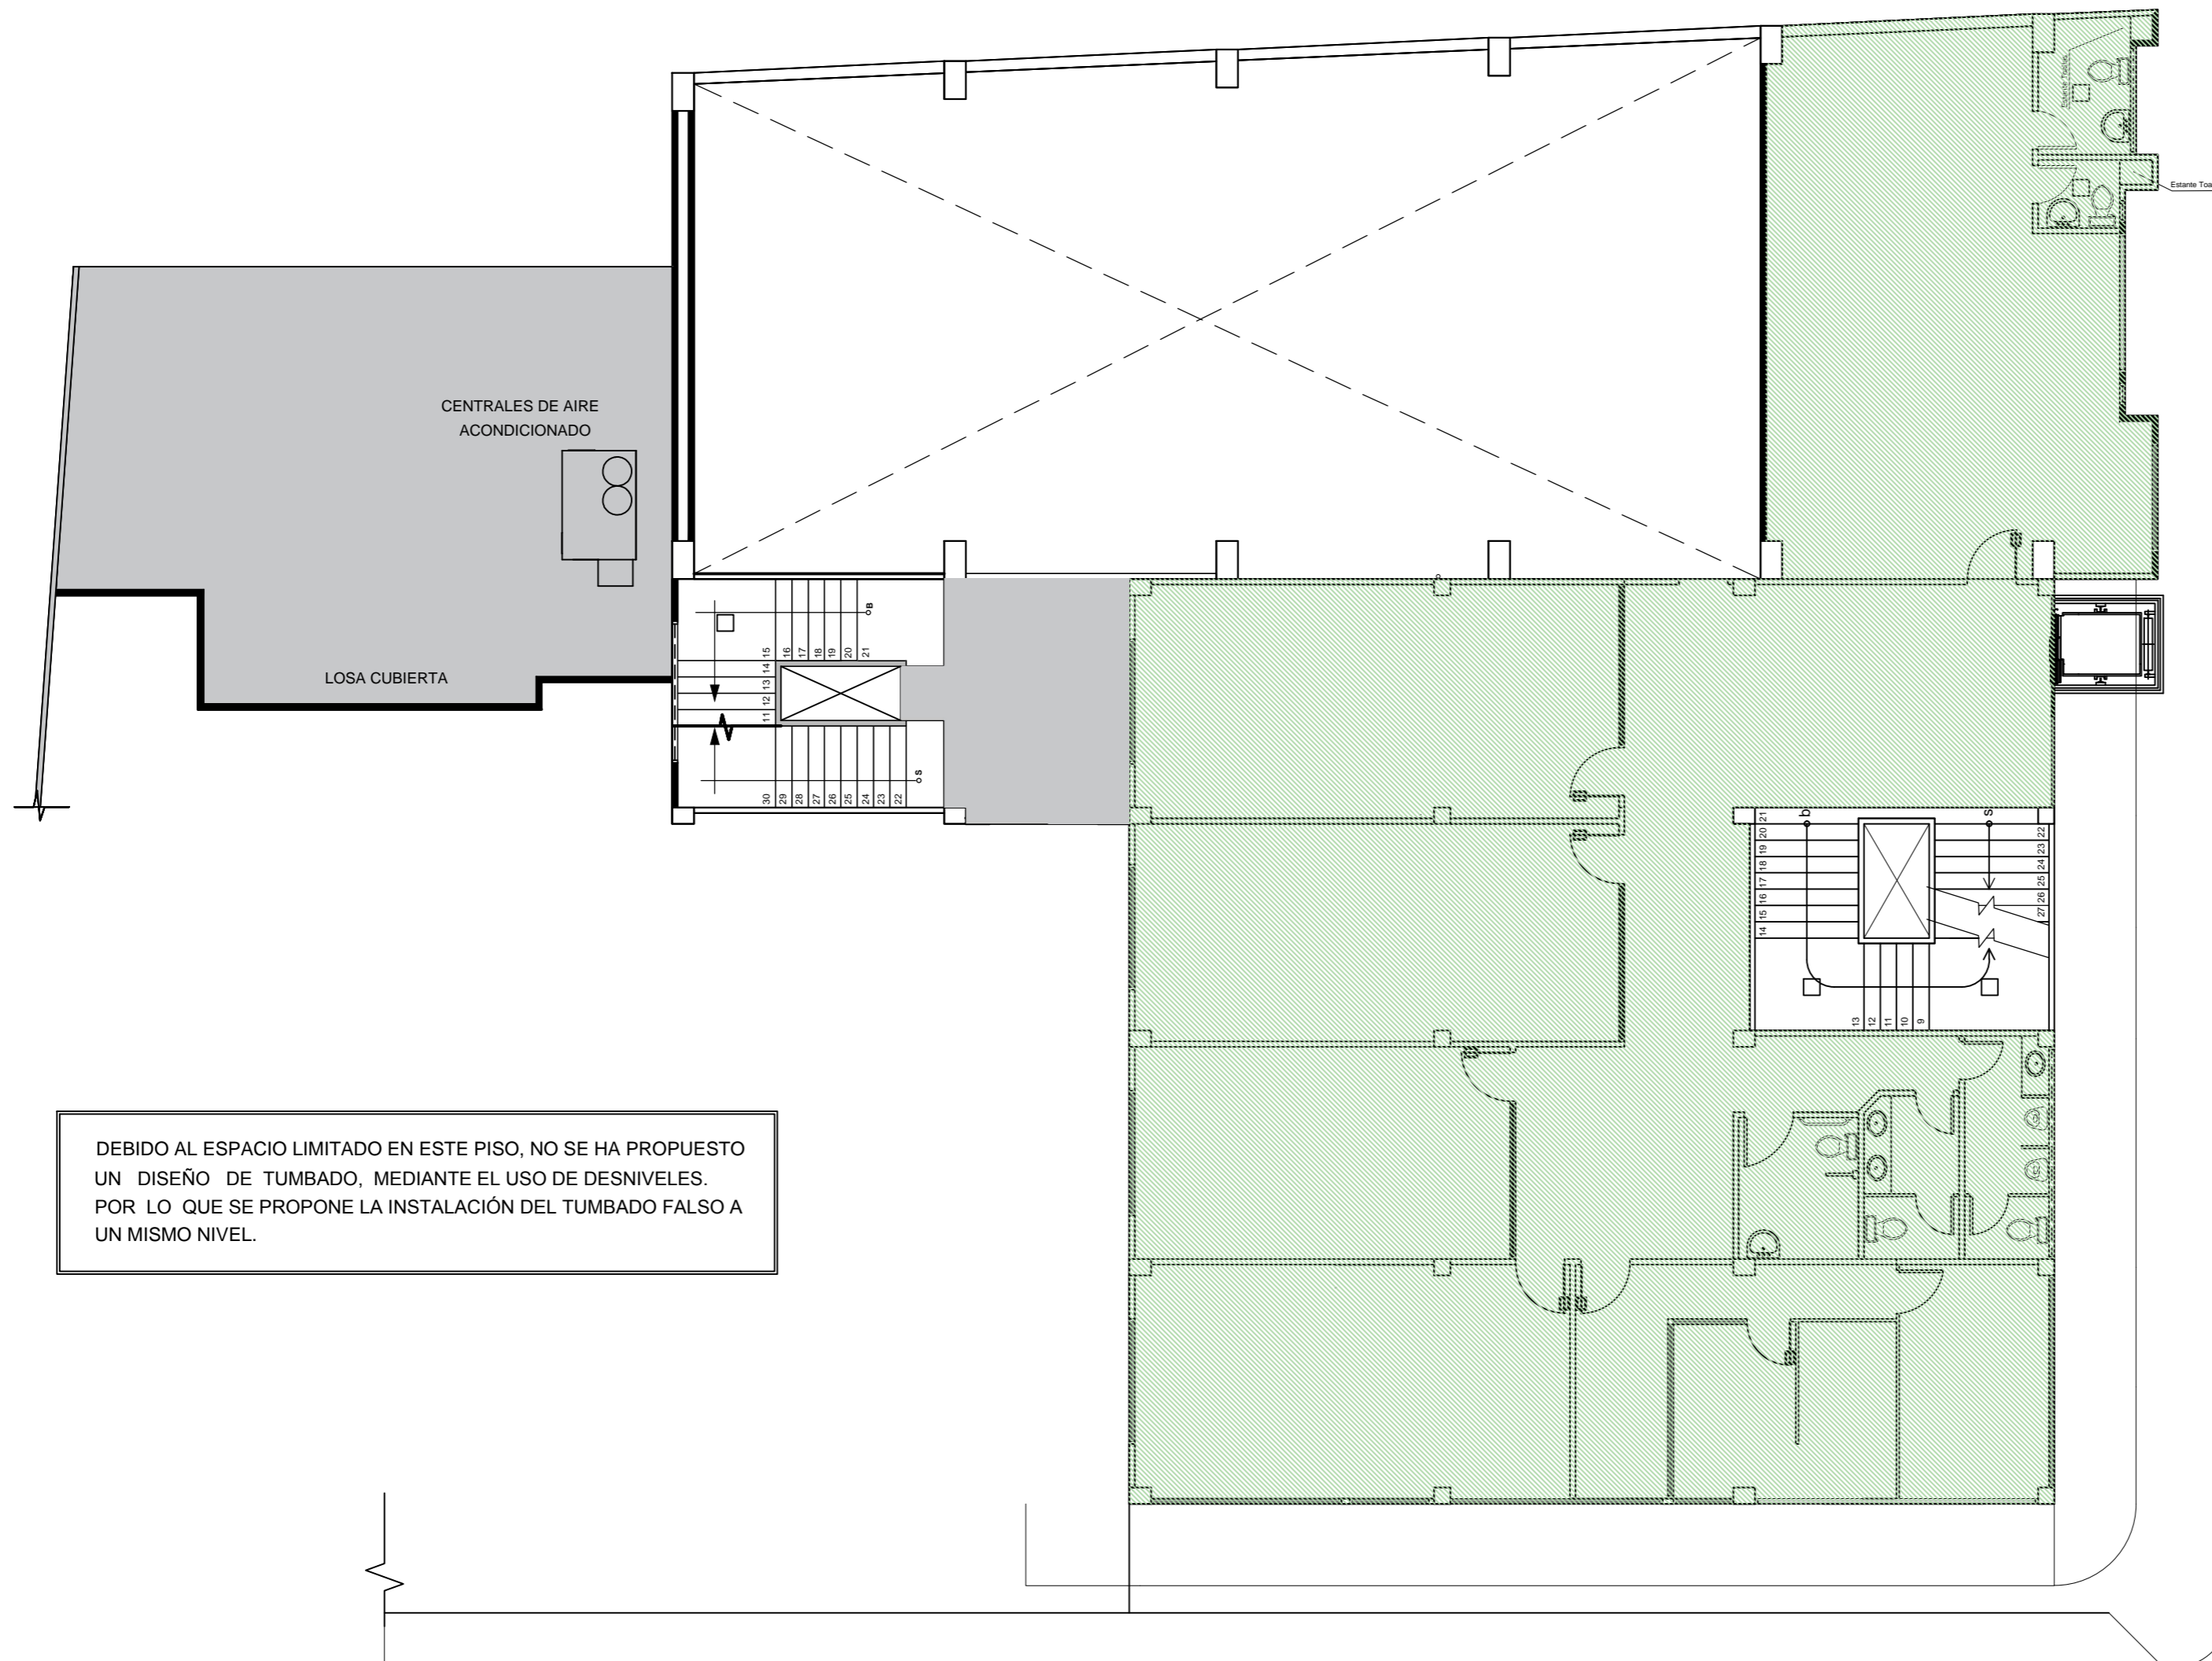 Estante Toallas
Estante Toa
CENTRALES DE AIRE
ACONDICIONADO
LOSA CUBIERTA
B
15 16 17 18 19 20 21
14
13
12
11
S
30 29 28 27 26 25 24 23 22
b s
21
20
19
18
17
16
15
14
22
23
24
25
26
27
13 12 11 10 9
DEBIDO AL ESPACIO LIMITADO EN ESTE PISO, NO SE HA PROPUESTO
UN DISEÑO DE TUMBADO, MEDIANTE EL USO DE DESNIVELES.
POR LO QUE SE PROPONE LA INSTALACIÓN DEL TUMBADO FALSO A
UN MISMO NIVEL.